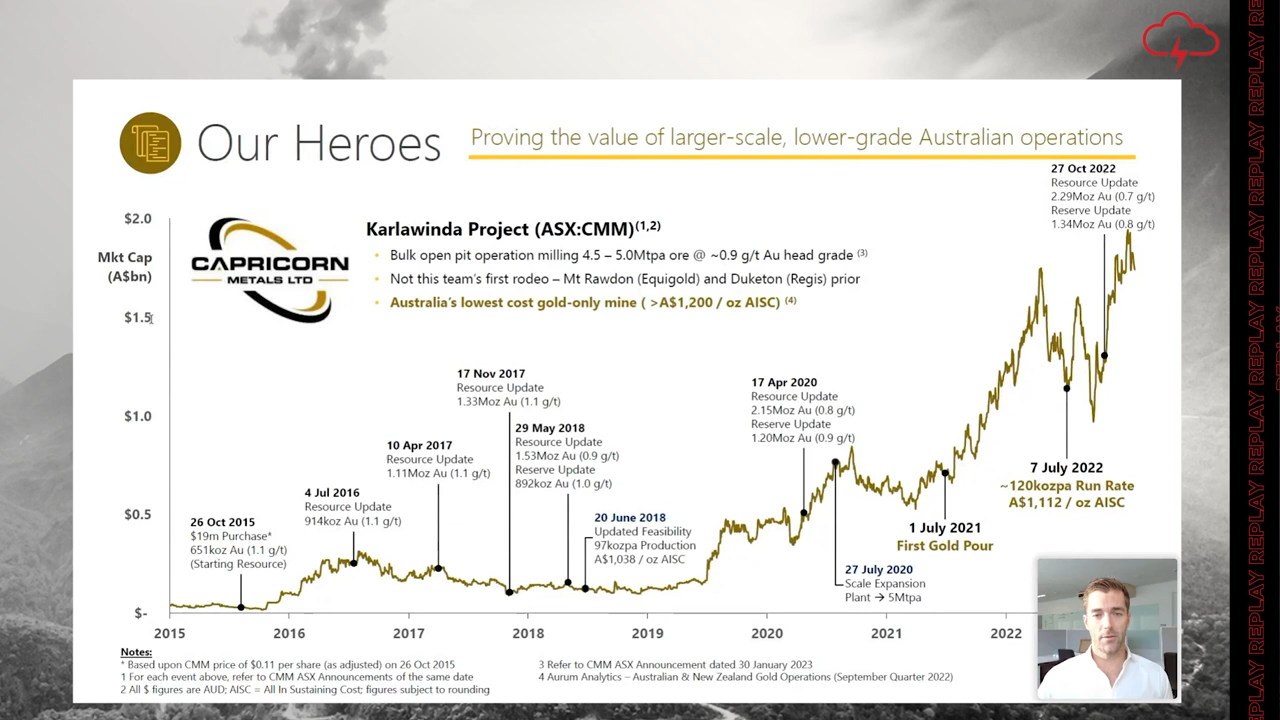 Our Heroes
Proving the value of larger-scale, lower-grade Australian operations
27 Oct 2022
Resource Update
2.29Moz Au (0.7 g/t)
Reserve Update
1.34Moz Au (0.8 g/t)
$2.0
Mkt Cap
(A$bn)
$1.5
$1.0
$0.5
$-
CAPRICORN
METALS LTD
Karlawinda Project (ASX:CMM)(1,2)
• Bulk open pit operation milling 4.5 – 5.0Mtpa ore @ ~0.9 g/t Au head grade (3)
• Not this team's first rodeo – Mt Rawdon (Equigold) and Duketon (Regis) prior
• Australia's lowest cost gold-only mine ( >A$1,200 / oz AISC) (4)
26 Oct 2015
$19m Purchase*
651koz Au (1.1 g/t)
(Starting Resource)
4 Jul 2016
Resource Update
914koz Au (1.1 g/t)
10 Apr 2017
Resource Update
1.11Moz Au (1.1 g/t)
17 Nov 2017
Resource Update
1.33Moz Au (1.1 g/t)
29 May 2018
Resource Update
1.53Moz Au (0.9 g/t)
Reserve Update
892koz Au (1.0 g/t)
20 June 2018
Updated Feasibility
97kozpa Production
A$1,038 / oz AISC
17 Apr 2020
Resource Update
2.15Moz Au (0.8 g/t)
Reserve Update
1.20Moz Au (0.9 g/t)
27 July 2020
Scale Expansion
Plant → 5Mtpa
1 July 2021
First Gold Pour
7 July 2022
~120kozpa Run Rate
A$1,112 / oz AISC
2015 2016 2017 2018 2019 2020 2021 2022
Notes:
* Based upon CMM price of $0.11 per share (as adjusted) on 26 Oct 2015
1 For each event above, refer to CMM ASX Announcements of the same date
2 All $ figures are AUD; AISC = All In Sustaining Cost; figures subject to rounding
3 Refer to CMM ASX Announcement dated 30 January 2023
4 Aurum Analytics – Australian & New Zealand Gold Operations (September Quarter 2022)
REPLAY REPLAY REPLAY REPLAY REPLAY REPLAY REPLAY